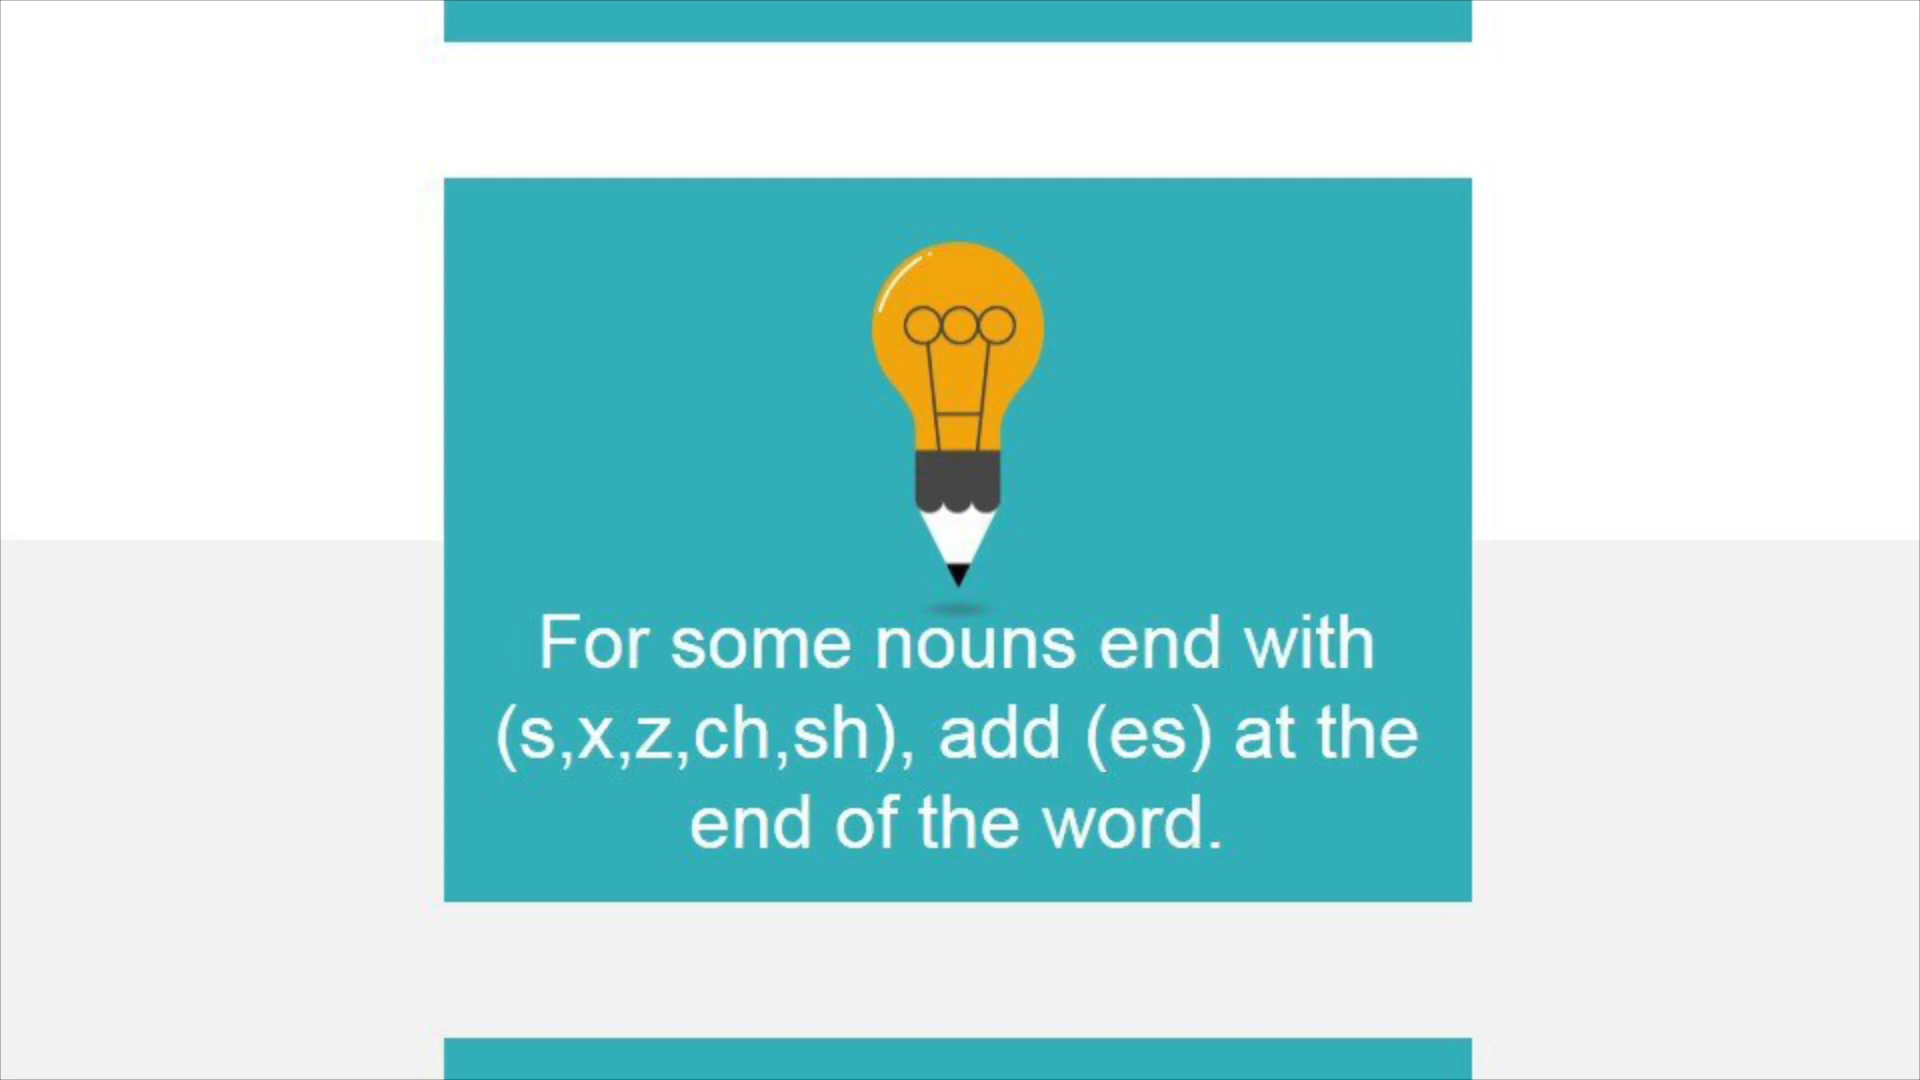 For some nouns end with
(s,x,z,ch,sh), add (es) at the
end of the word.